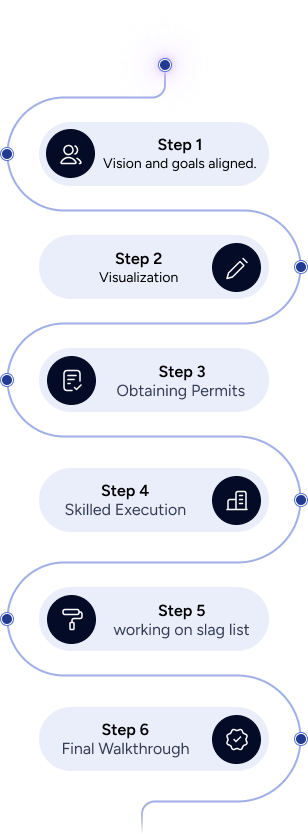 Step 1
Vision and goals aligned.
Step 2
Visualization
Step 3
Obtaining Permits
Step 4
Skilled Execution
Step 5
working on slag list
Step 6
Final Walkthrough